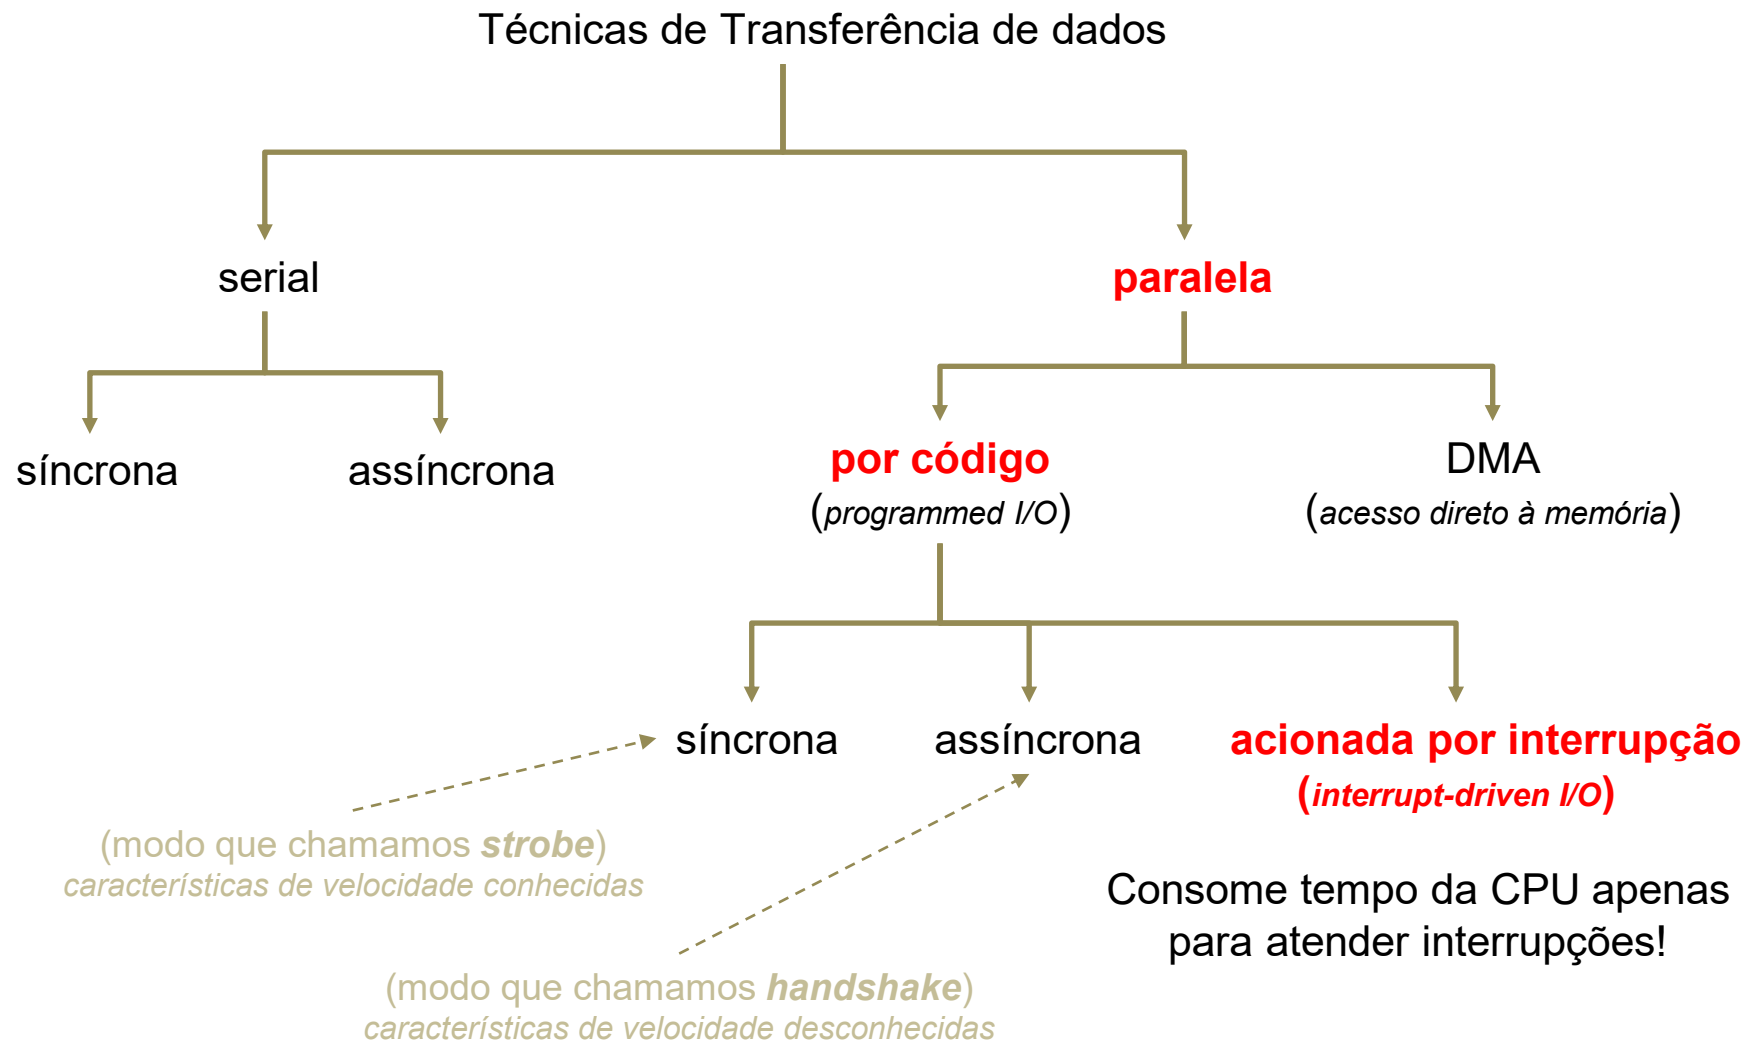 Técnicas de Transferência de dados
serial
paralela
síncrona
assíncrona
por código
(programmed I/O)
DMA
(acesso direto à memória)
síncrona
assíncrona
acionada por interrupção
(interrupt-driven I/O)
(modo que chamamos strobe)
características de velocidade conhecidas
Consome tempo da CPU apenas
para atender interrupções!
(modo que chamamos handshake)
características de velocidade desconhecidas